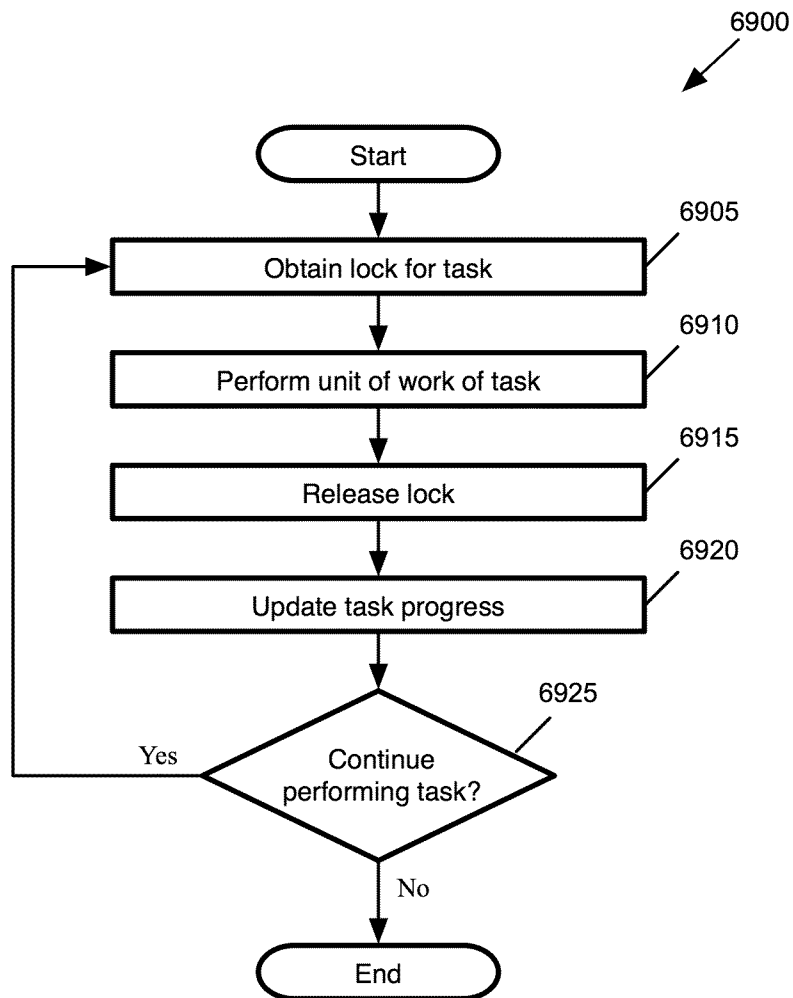 6900
Start
6905
Obtain lock for task
6910
Perform unit of work of task
6915
Release lock
6920
Update task progress
6925
Continue
performing task?
Yes
No
End